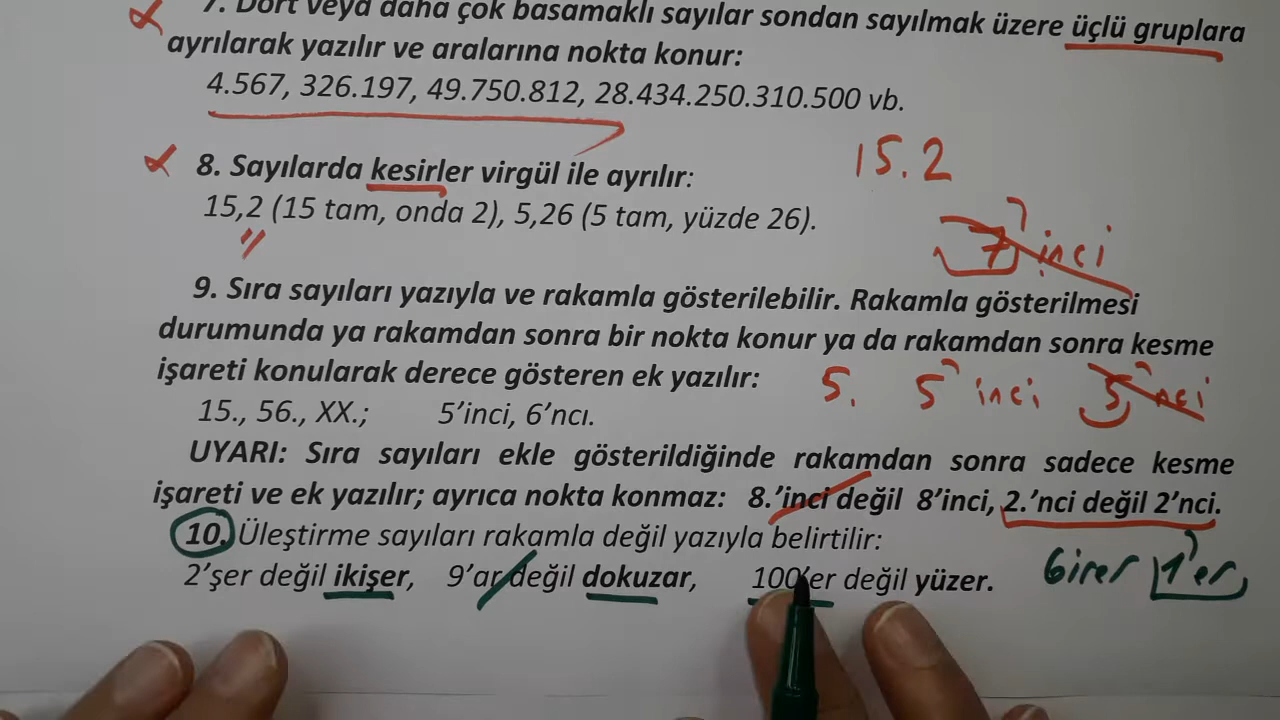 7. Dört veya daha çok basamaklı sayılar sondan sayılmak üzere üçlü gruplara
ayrılarak yazılır ve aralarına nokta konur:
4.567, 326.197, 49.750.812, 28.434.250.310.500 vb.
15.2
8. Sayılarda kesirler virgül ile ayrılır:
15,2 (15 tam, onda 2), 5,26 (5 tam, yüzde 26).
7'inci
9. Sıra sayıları yazıyla ve rakamla gösterilebilir. Rakamla gösterilmesi
durumunda ya rakamdan sonra bir nokta konur ya da rakamdan sonra kesme
işareti konularak derece gösteren ek yazılır:
5. 5'inci 5'nci
15., 56., XX.; 5’inci, 6’ncı.
UYARI: Sıra sayıları ekle gösterildiğinde rakamdan sonra sadece kesme
işareti ve ek yazılır; ayrıca nokta konmaz: 8.’inci değil 8’inci, 2.’nci değil 2’nci.
10. Üleştirme sayıları rakamla değil yazıyla belirtilir:
2’şer değil ikişer, 9’ar değil dokuzar, 100’er değil yüzer.
birer 1'er